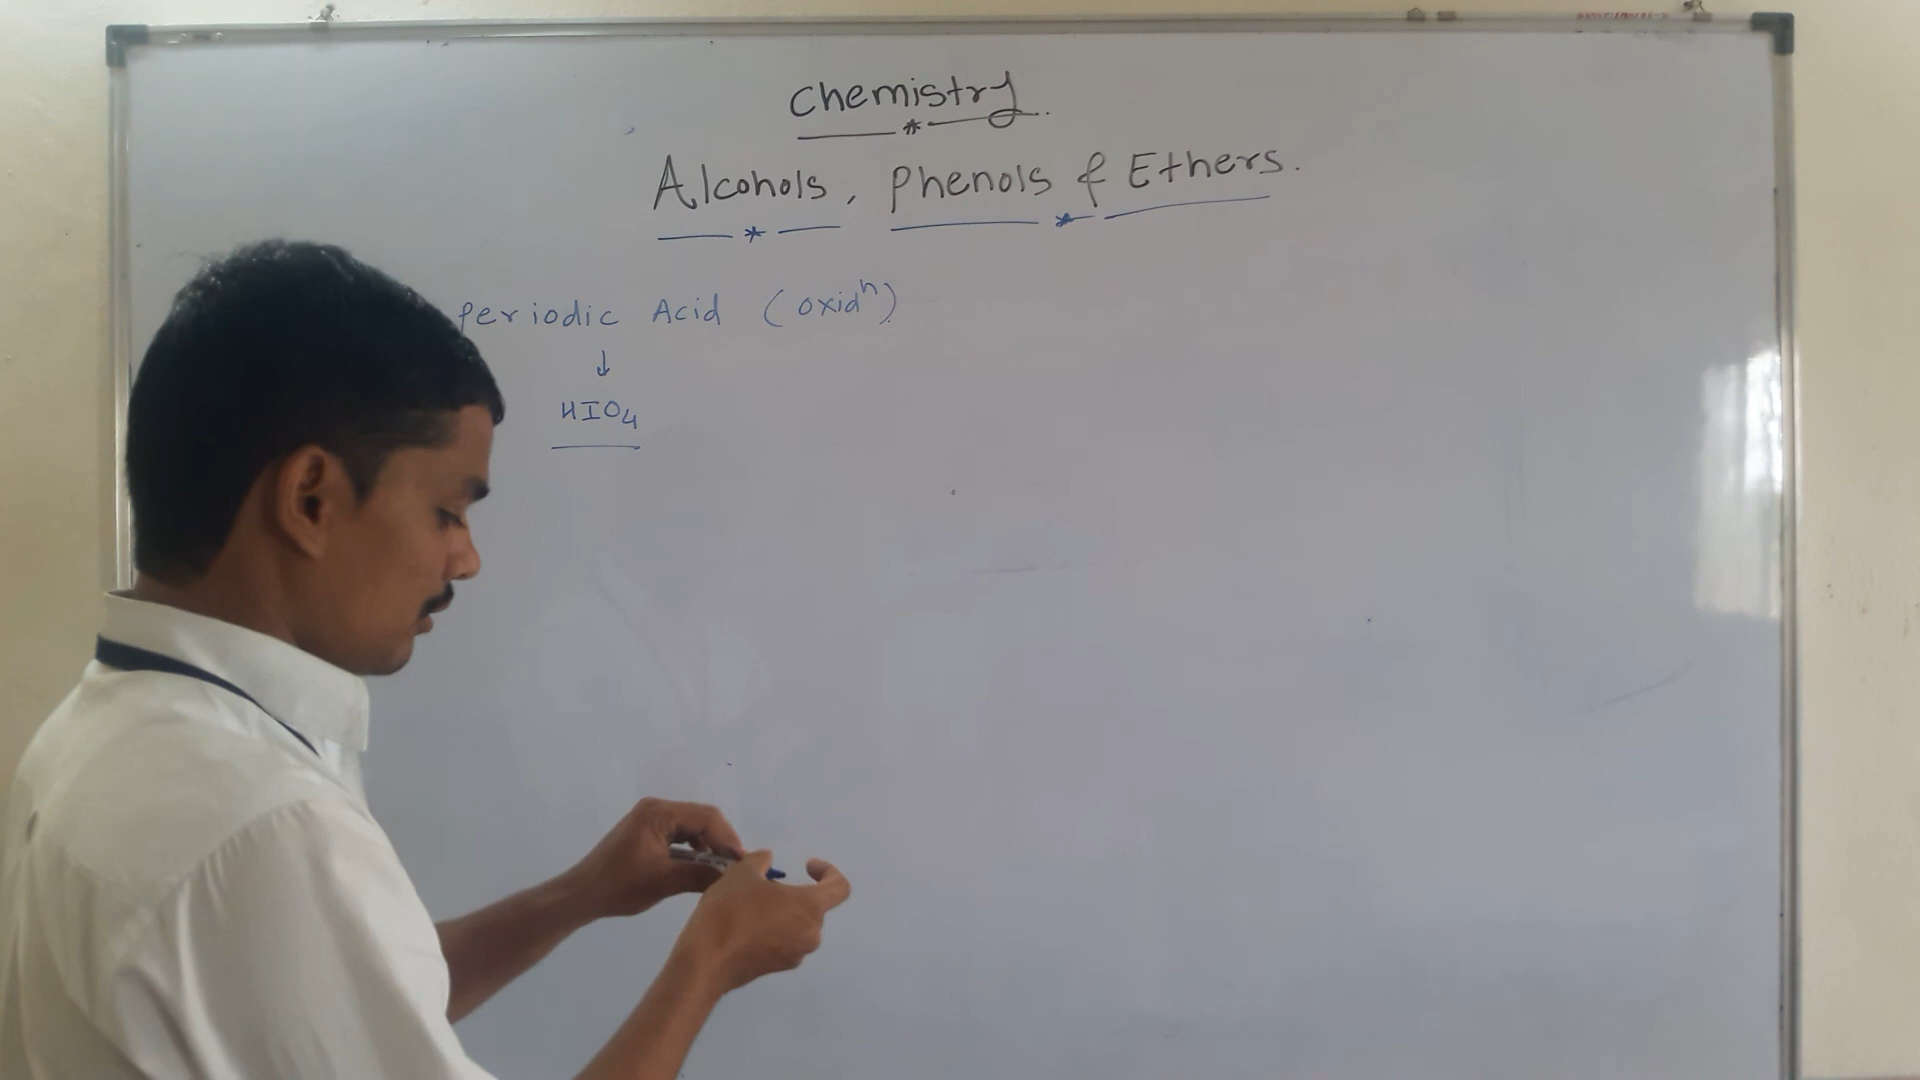 Chemistry.
Alcohols, Phenols & Ethers.
Periodic Acid (oxidⁿ)
↓
HIO₄